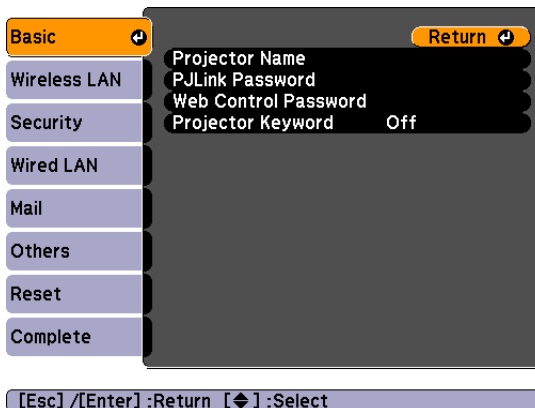 Basic
Return
Projector Name
PJLink Password
Web Control Password
Projector Keyword Off
Wireless LAN
Security
Wired LAN
Mail
Others
Reset
Complete
[Esc] /[Enter] :Return [◆] :Select